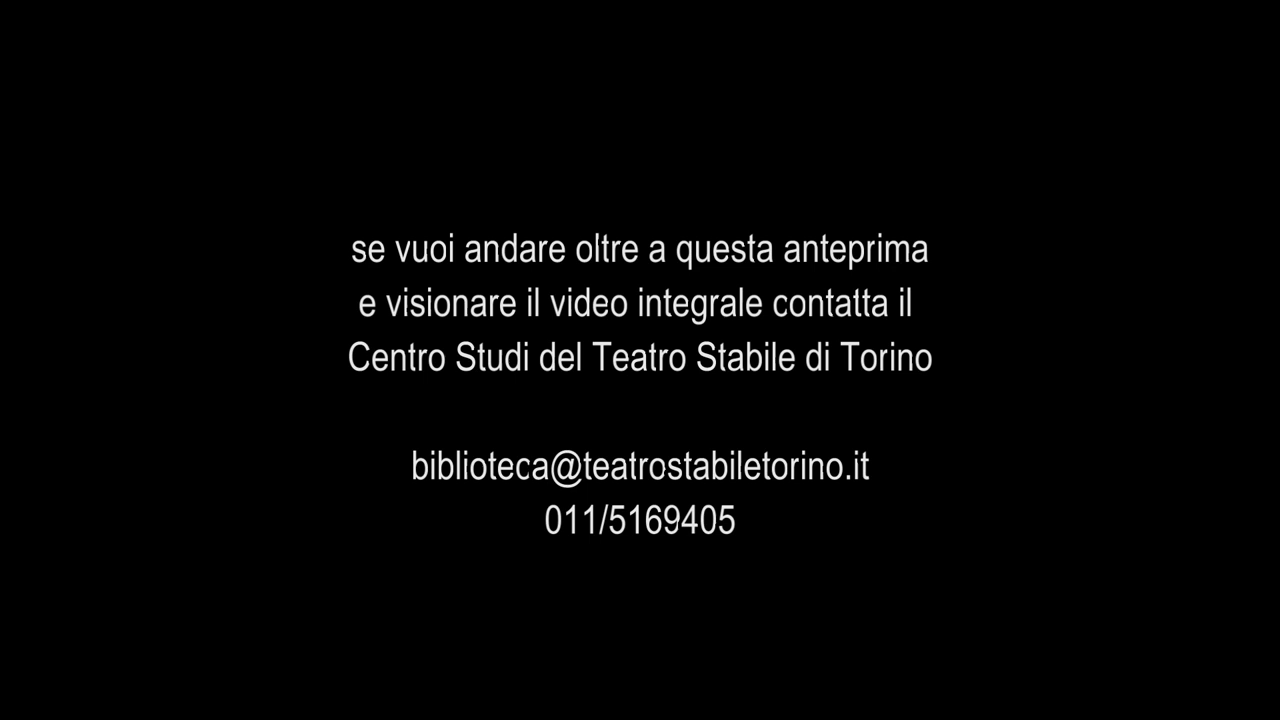 se vuoi andare oltre a questa anteprima
e visionare il video integrale contatta il
Centro Studi del Teatro Stabile di Torino
biblioteca@teatrostabiletorino.it
011/5169405